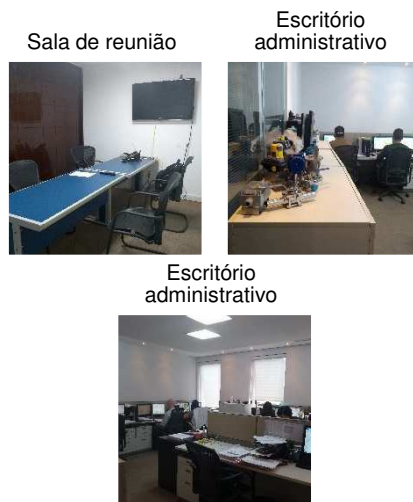 Sala de reunião
Escritório
administrativo
Escritório
administrativo